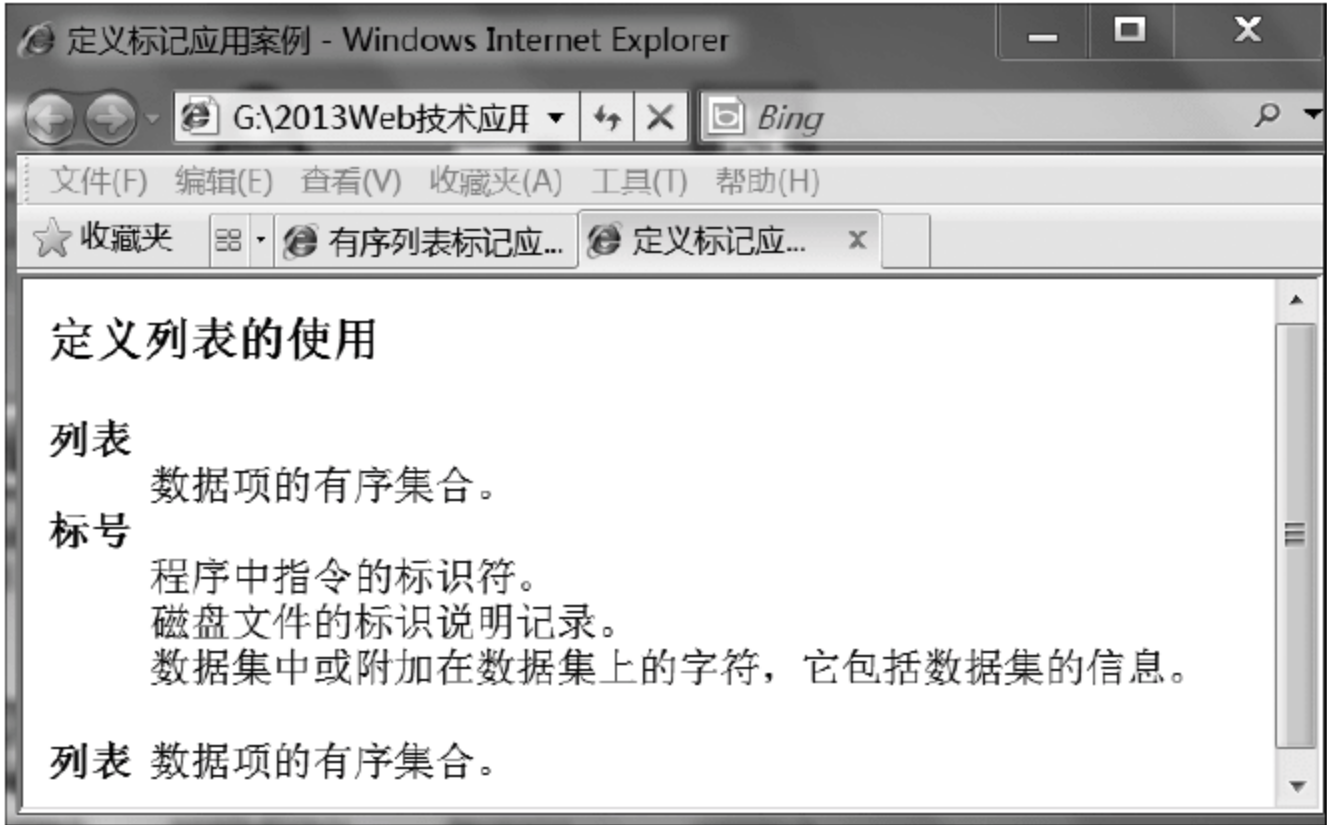 定义标记应用案例 - Windows Internet Explorer
G:\2013Web技术应用 Bing
文件(F) 编辑(E) 查看(V) 收藏夹(A) 工具(T) 帮助(H)
收藏夹 有序列表标记应... 定义标记应... x
定义列表的使用
列表
数据项的有序集合。
标号
程序中指令的标识符。
磁盘文件的标识说明记录。
数据集中或附加在数据集上的字符，它包括数据集的信息。
列表 数据项的有序集合。